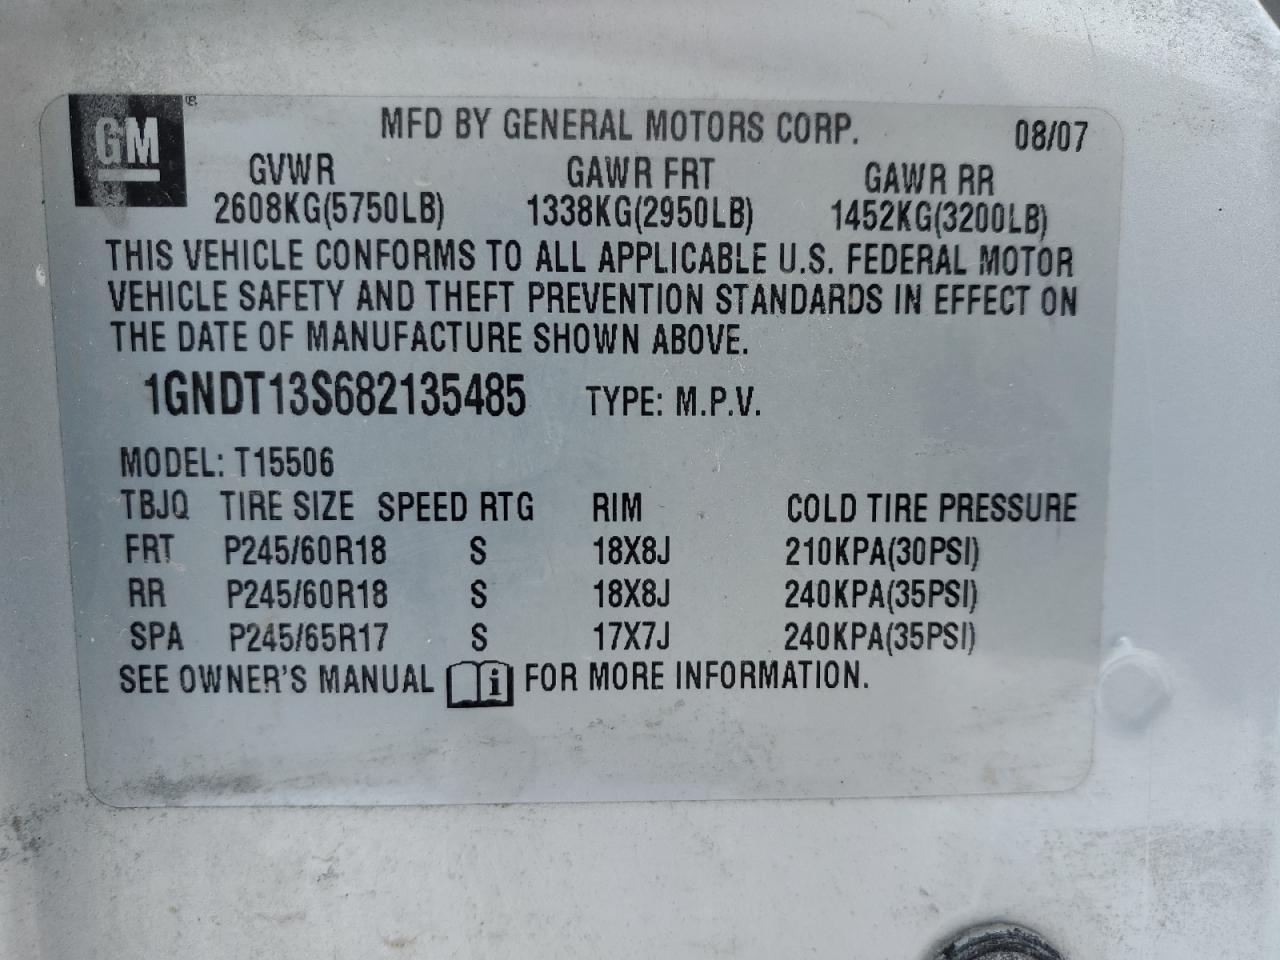 GM ®
MFD BY GENERAL MOTORS CORP. 08/07
GVWR GAWR FRT GAWR RR
2608KG(5750LB) 1338KG(2950LB) 1452KG(3200LB)
THIS VEHICLE CONFORMS TO ALL APPLICABLE U.S. FEDERAL MOTOR
VEHICLE SAFETY AND THEFT PREVENTION STANDARDS IN EFFECT ON
THE DATE OF MANUFACTURE SHOWN ABOVE.
1GNDT13S682135485 TYPE: M.P.V.
MODEL: T15506
TBJQ TIRE SIZE SPEED RTG RIM COLD TIRE PRESSURE
FRT P245/60R18 S 18X8J 210KPA(30PSI)
RR P245/60R18 S 18X8J 240KPA(35PSI)
SPA P245/65R17 S 17X7J 240KPA(35PSI)
SEE OWNER'S MANUAL i FOR MORE INFORMATION.